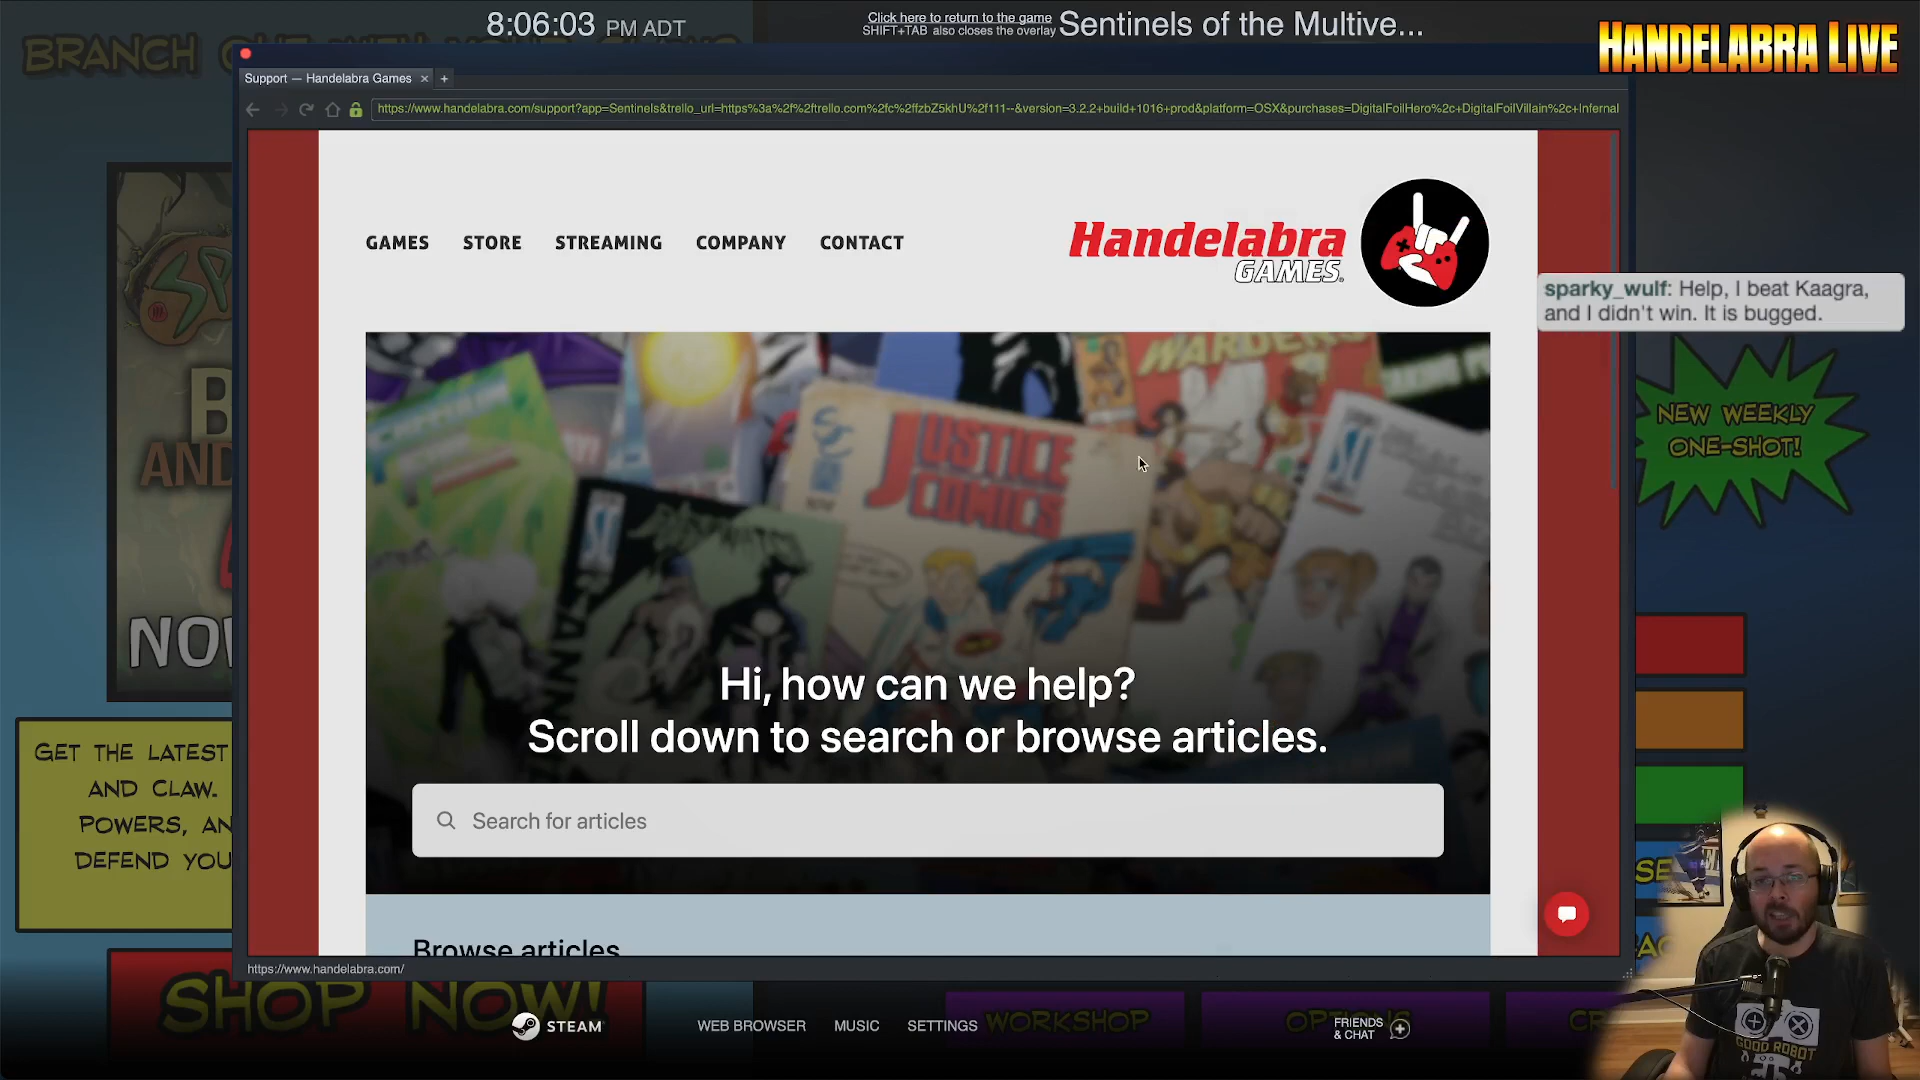 8:06:03 PM ADT
Click here to return to the game
SHIFT+TAB also closes the overlay
Sentinels of the Multive...
HANDELABRA LIVE
BRANCH
Support — Handelabra Games
https://www.handelabra.com/support?app=Sentinels&trello_url=https%3a%2f%2ftrello.com%2fc%2ffzbZ5khU%2f111--&version=3.2.2+build+1016+prod&platform=OSX&purchases=DigitalFoilHero%2c+DigitalFoilVillain%2c+Infernal
GAMES STORE STREAMING COMPANY CONTACT
Handelabra
GAMES.
sparky_wulf: Help, I beat Kaagra,
and I didn't win. It is bugged.
JUSTICE
COMICS
NEW WEEKLY
ONE-SHOT!
AND
NOW
Hi, how can we help?
Scroll down to search or browse articles.
Search for articles
GET THE LATEST
AND CLAW.
POWERS, AN
DEFEND YOU
Browse articles
https://www.handelabra.com/
SHOP NOW!
STEAM
WEB BROWSER MUSIC SETTINGS
WORKSHOP
FRIENDS
& CHAT
GOOD ROBOT